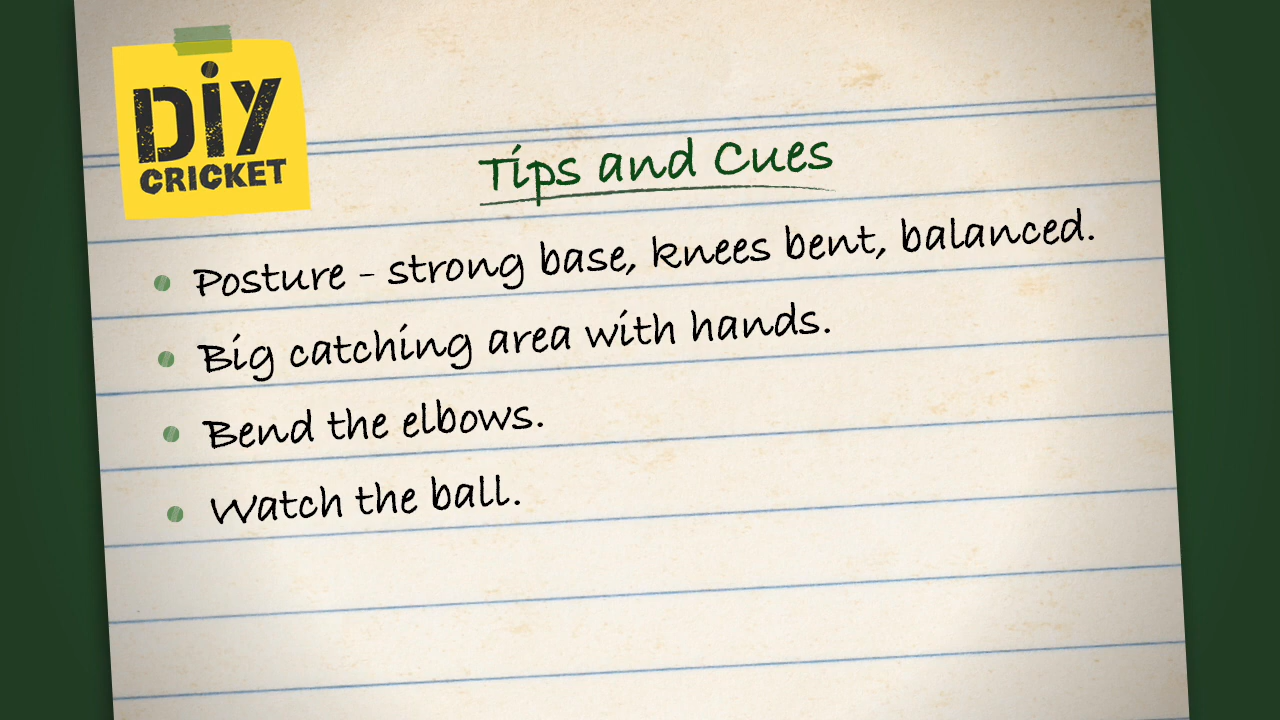 DiY
CRICKET
Tips and Cues
Posture - strong base, knees bent, balanced.
Big catching area with hands.
Bend the elbows.
Watch the ball.